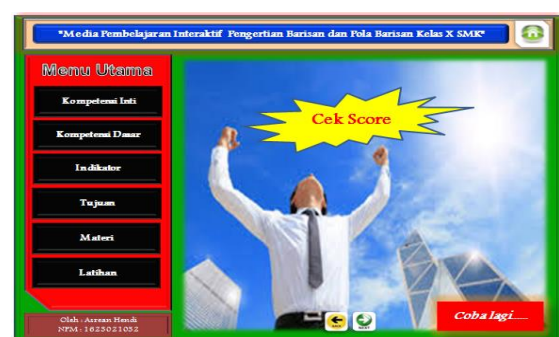 "Media Pembelajaran Interaktif Pengertian Barisan dan Pola Barisan Kelas X SMK"
Menu Utama
Kompetensi Inti
Kompetensi Dasar
Indikator
Tujuan
Materi
Latihan
Oleh : Asrean Hendi
NPM : 1623021032
Cek Score
Coba lagi.....